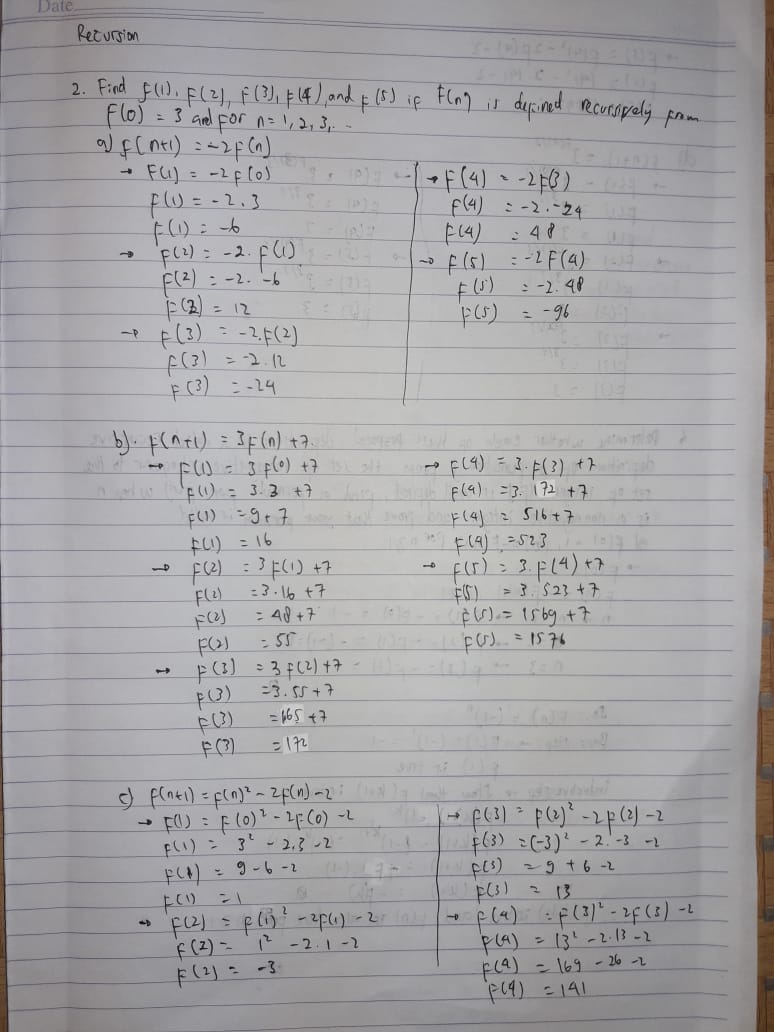 Date
Recursion
2. Find f(1), F(2), F(3), F(4), and F(5) if F(n) is defined recursively from
F(0) = 3 and for n = 1, 2, 3, ..
a) f(n+1) = -2f(n)
→ F(1) = -2f(0)
f(1) = -2.3
f(1) = -6
→ F(2) = -2. F(1)
F(2) = -2. -6
F(2) = 12
→ F(3) = -2.F(2)
F(3) = -2.12
F(3) = -24
→ F(4) = -2F(3)
F(4) = -2.-24
F(4) = 48
→ F(5) = -2F(4)
F(5) = -2.48
F(5) = -96
b). F(n+1) = 3F(n) +7
→ F(1) = 3F(0) +7
F(1) = 3.3 +7
F(1) = 9+7
F(1) = 16
→ F(2) = 3F(1) +7
F(2) = 3.16 +7
F(2) = 48+7
F(2) = 55
→ F(3) = 3F(2)+7
F(3) =3.55+7
F(3) =165 +7
F(3) =172
→ F(4) = 3.F(3) +7
F(4) =3. 172 +7
F(4) = 516+7
F(4) =523
→ F(5) = 3.F(4)+7
F(5) = 3.523+7
F(5) = 1569 +7
F(5) = 1576
c) f(n+1) = f(n)² - 2f(n) - 2
→ F(1) = F(0)² - 2F(0) -2
F(1) = 3² - 2.3 - 2
F(1) = 9-6-2
F(1) = 1
→ F(2) = F(1)² - 2F(1) - 2
F(2) = 1² - 2.1 -2
F(2) = -3
→ F(3) = F(2)² - 2F(2) - 2
F(3) = (-3)² - 2. -3 -2
F(3) = 9 + 6 -2
F(3) = 13
→ F(4) = F(3)² - 2F(3) -2
F(4) = 13² - 2.13 -2
F(4) = 169 - 26 -2
F(4) = 141